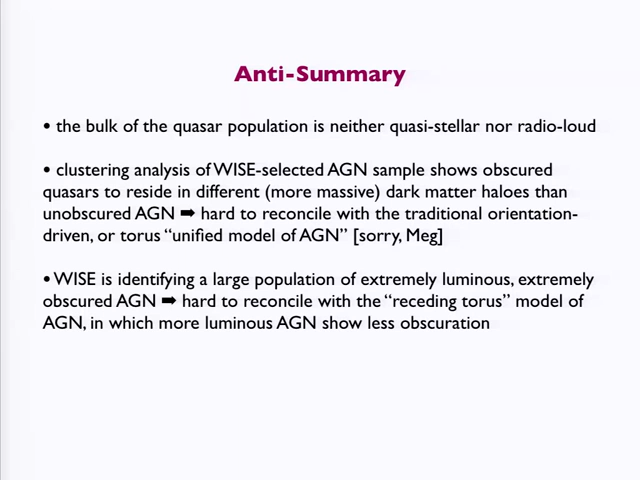 Anti-Summary
• the bulk of the quasar population is neither quasi-stellar nor radio-loud
• clustering analysis of WISE-selected AGN sample shows obscured
quasars to reside in different (more massive) dark matter haloes than
unobscured AGN ➡ hard to reconcile with the traditional orientation-
driven, or torus “unified model of AGN” [sorry, Meg]
• WISE is identifying a large population of extremely luminous, extremely
obscured AGN ➡ hard to reconcile with the “receding torus” model of
AGN, in which more luminous AGN show less obscuration